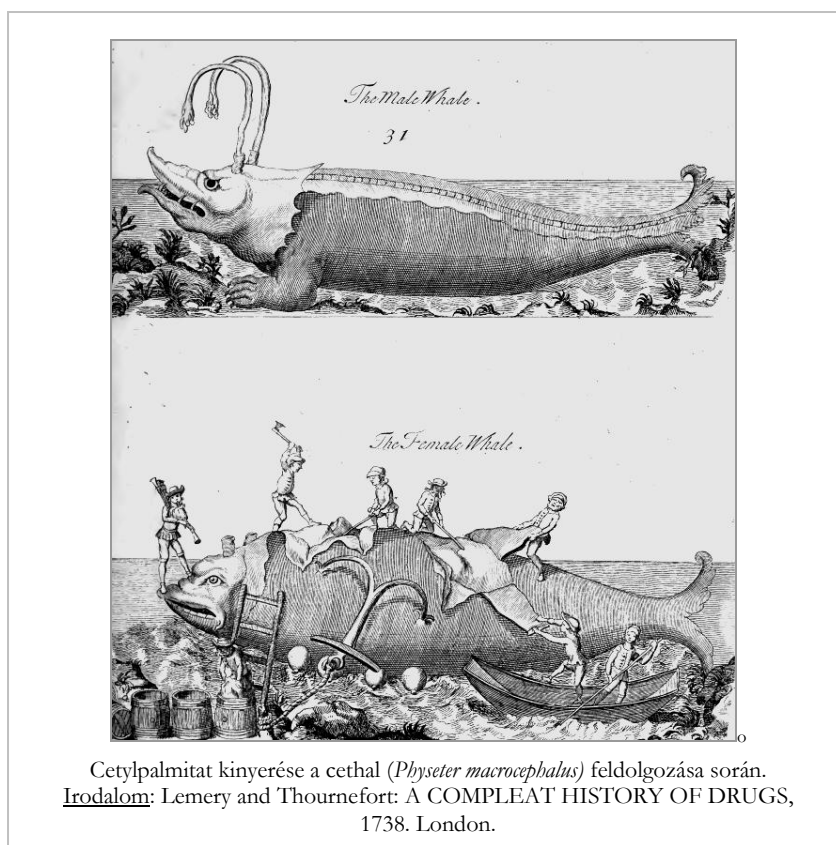 The Male Whale.
31
The Female Whale.
o
Cetylpalmitat kinyerése a cethal (Physeter macrocephalus) feldolgozása során.
Irodalom: Lemery and Thournefort: A COMPLEAT HISTORY OF DRUGS,
1738. London.